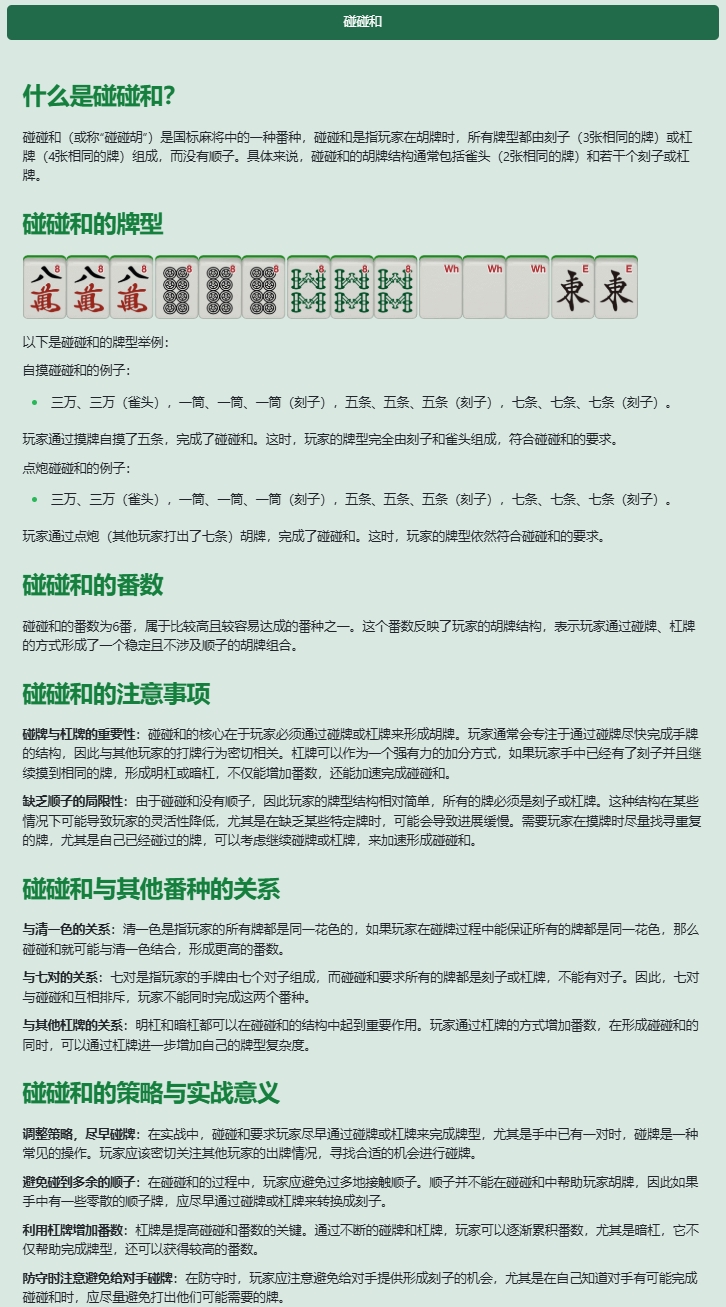 碰碰和
什么是碰碰和？
碰碰和（或称“碰碰胡”）是国标麻将中的一种番种，碰碰和是指玩家在胡牌时，所有牌型都由刻子（3张相同的牌）或杠
牌（4张相同的牌）组成，而没有顺子。具体来说，碰碰和的胡牌结构通常包括雀头（2张相同的牌）和若干个刻子或杠
牌。
碰碰和的牌型
8 八萬 8 八萬 8 八萬 8 8 8 8 8 8 Wh Wh Wh E 東 E 東
以下是碰碰和的牌型举例：
自摸碰碰和的例子：
三万、三万（雀头），一筒、一筒、一筒（刻子），五条、五条、五条（刻子），七条、七条、七条（刻子）。
玩家通过摸牌自摸了五条，完成了碰碰和。这时，玩家的牌型完全由刻子和雀头组成，符合碰碰和的要求。
点炮碰碰和的例子：
三万、三万（雀头），一筒、一筒、一筒（刻子），五条、五条、五条（刻子），七条、七条、七条（刻子）。
玩家通过点炮（其他玩家打出了七条）胡牌，完成了碰碰和。这时，玩家的牌型依然符合碰碰和的要求。
碰碰和的番数
碰碰和的番数为6番，属于比较高且较容易达成的番种之一。这个番数反映了玩家的胡牌结构，表示玩家通过碰牌、杠牌
的方式形成了一个稳定且不涉及顺子的胡牌组合。
碰碰和的注意事项
碰牌与杠牌的重要性：碰碰和的核心在于玩家必须通过碰牌或杠牌来形成胡牌。玩家通常会专注于通过碰牌尽快完成手牌
的结构，因此与其他玩家的打牌行为密切相关。杠牌可以作为一个强有力的加分方式，如果玩家手中已经有了刻子并且继
续摸到相同的牌，形成明杠或暗杠，不仅能增加番数，还能加速完成碰碰和。
缺乏顺子的局限性：由于碰碰和没有顺子，因此玩家的牌型结构相对简单，所有的牌必须是刻子或杠牌。这种结构在某些
情况下可能导致玩家的灵活性降低，尤其是在缺乏某些特定牌时，可能会导致进展缓慢。需要玩家在摸牌时尽量找寻重复
的牌，尤其是自己已经碰过的牌，可以考虑继续碰牌或杠牌，来加速形成碰碰和。
碰碰和与其他番种的关系
与清一色的关系：清一色是指玩家的所有牌都是同一花色的，如果玩家在碰牌过程中能保证所有的牌都是同一花色，那么
碰碰和就可能与清一色结合，形成更高的番数。
与七对的关系：七对是指玩家的手牌由七个对子组成，而碰碰和要求所有的牌都是刻子或杠牌，不能有对子。因此，七对
与碰碰和互相排斥，玩家不能同时完成这两个番种。
与其他杠牌的关系：明杠和暗杠都可以在碰碰和的结构中起到重要作用。玩家通过杠牌的方式增加番数，在形成碰碰和的
同时，可以通过杠牌进一步增加自己的牌型复杂度。
碰碰和的策略与实战意义
调整策略，尽早碰牌：在实战中，碰碰和要求玩家尽早通过碰牌或杠牌来完成牌型，尤其是手中已有一对时，碰牌是一种
常见的操作。玩家应该密切关注其他玩家的出牌情况，寻找合适的机会进行碰牌。
避免碰到多余的顺子：在碰碰和的过程中，玩家应避免过多地接触顺子。顺子并不能在碰碰和中帮助玩家胡牌，因此如果
手中有一些零散的顺子牌，应尽早通过碰牌或杠牌来转换成刻子。
利用杠牌增加番数：杠牌是提高碰碰和番数的关键。通过不断的碰牌和杠牌，玩家可以逐渐累积番数，尤其是暗杠，它不
仅帮助完成牌型，还可以获得较高的番数。
防守时注意避免给对手碰牌：在防守时，玩家应注意避免给对手提供形成刻子的机会，尤其是在自己知道对手有可能完成
碰碰和时，应尽量避免打出他们可能需要的牌。